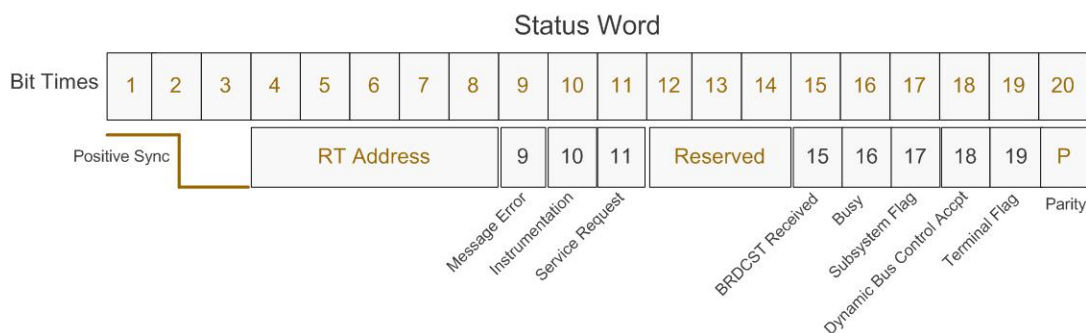 Status Word
Bit Times 1 2 3 4 5 6 7 8 9 10 11 12 13 14 15 16 17 18 19 20
Positive Sync RT Address 9 10 11 Reserved 15 16 17 18 19 P
Message Error
Instrumentation
Service Request
BRDCST Received
Busy
Subsystem Flag
Dynamic Bus Control Accpt
Terminal Flag
Parity